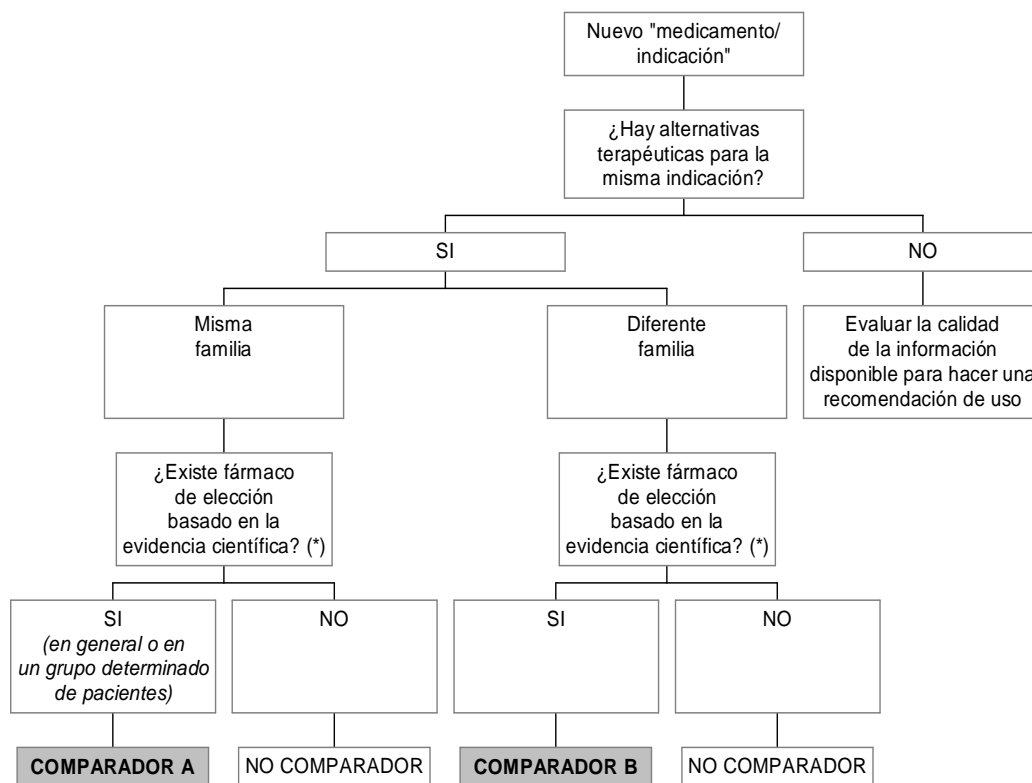 Nuevo "medicamento/
indicación"
¿Hay alternativas
terapéuticas para la
misma indicación?
SI
NO
Misma
familia
Diferente
familia
Evaluar la calidad
de la información
disponible para hacer una
recomendación de uso
¿Existe fármaco
de elección
basado en la
evidencia científica? (*)
¿Existe fármaco
de elección
basado en la
evidencia científica? (*)
SI
(en general o en
un grupo determinado
de pacientes)
NO
SI
NO
COMPARADOR A
NO COMPARADOR
COMPARADOR B
NO COMPARADOR